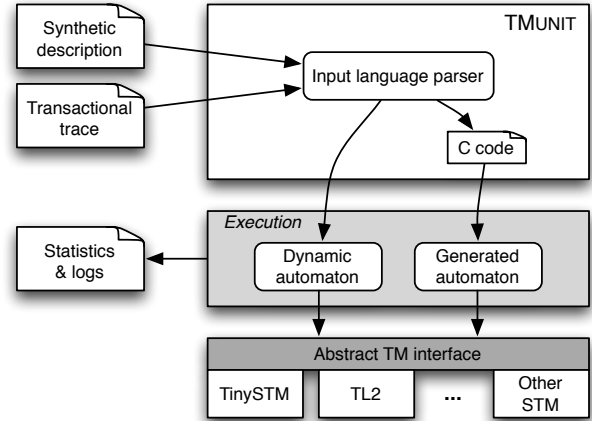 Synthetic
description
TMUNIT
Input language parser
Transactional
trace
C code
Execution
Statistics
& logs
Dynamic
automaton
Generated
automaton
Abstract TM interface
TinySTM
TL2
...
Other
STM